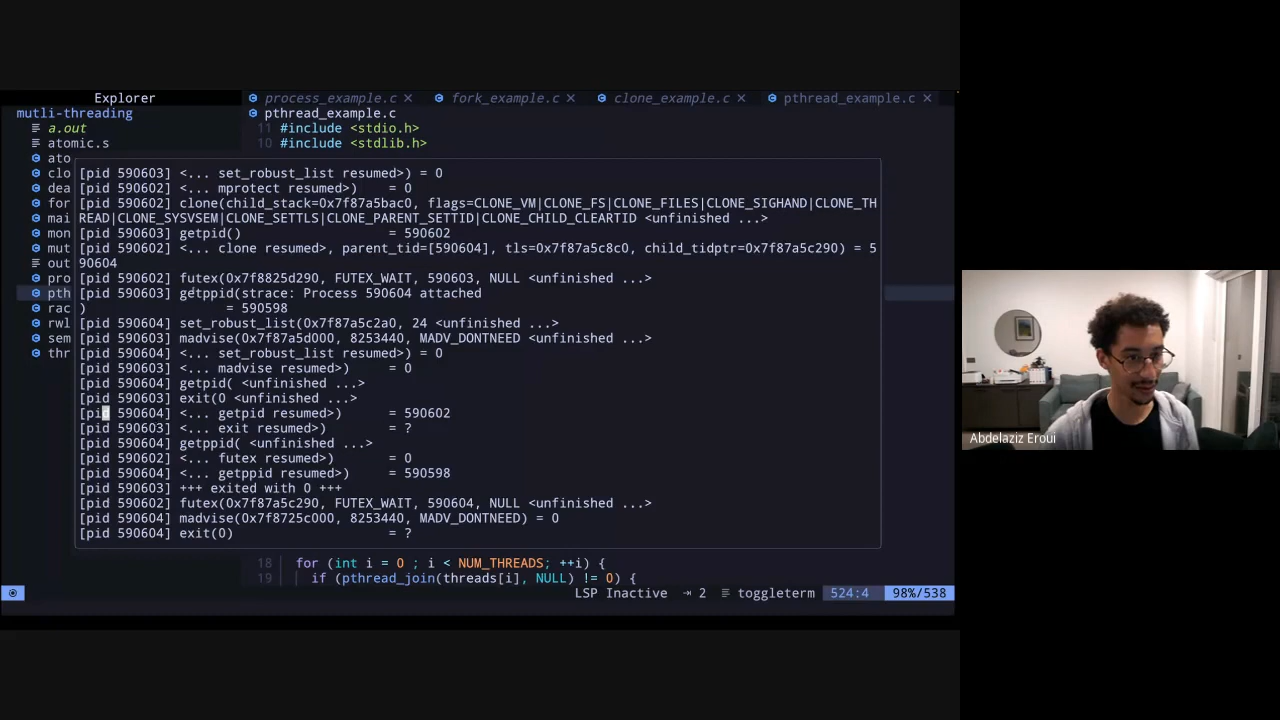 Explorer
process_example.c ×
fork_example.c ×
clone_example.c ×
pthread_example.c ×
mutli-threading
pthread_example.c
a.out
11 #include <stdio.h>
atomic.s
10 #include <stdlib.h>
ato
clo
dea
for
mai
mon
mut
out
pro
pth
rac
rwl
sem
thr
[pid 590603] <... set_robust_list resumed>) = 0
[pid 590602] <... mprotect resumed>)    = 0
[pid 590602] clone(child_stack=0x7f87a5bac0, flags=CLONE_VM|CLONE_FS|CLONE_FILES|CLONE_SIGHAND|CLONE_TH
READ|CLONE_SYSVSEM|CLONE_SETTLS|CLONE_PARENT_SETTID|CLONE_CHILD_CLEARTID <unfinished ...>
[pid 590603] getpid()                   = 590602
[pid 590602] <... clone resumed>, parent_tid=[590604], tls=0x7f87a5c8c0, child_tidptr=0x7f87a5c290) = 5
90604
[pid 590602] futex(0x7f8825d290, FUTEX_WAIT, 590603, NULL <unfinished ...>
[pid 590603] getppid(strace: Process 590604 attached
)                  = 590598
[pid 590604] set_robust_list(0x7f87a5c2a0, 24 <unfinished ...>
[pid 590603] madvise(0x7f87a5d000, 8253440, MADV_DONTNEED <unfinished ...>
[pid 590604] <... set_robust_list resumed>) = 0
[pid 590603] <... madvise resumed>)     = 0
[pid 590604] getpid( <unfinished ...>
[pid 590603] exit(0 <unfinished ...>
[pid 590604] <... getpid resumed>)      = 590602
[pid 590603] <... exit resumed>)        = ?
[pid 590604] getppid( <unfinished ...>
[pid 590602] <... futex resumed>)       = 0
[pid 590604] <... getppid resumed>)     = 590598
[pid 590603] +++ exited with 0 +++
[pid 590602] futex(0x7f87a5c290, FUTEX_WAIT, 590604, NULL <unfinished ...>
[pid 590604] madvise(0x7f8725c000, 8253440, MADV_DONTNEED) = 0
[pid 590604] exit(0)                    = ?
18 for (int i = 0 ; i < NUM_THREADS; ++i) {
19 if (pthread_join(threads[i], NULL) != 0) {
LSP Inactive 2 toggleterm 524:4 98%/538
Abdelaziz Eroui